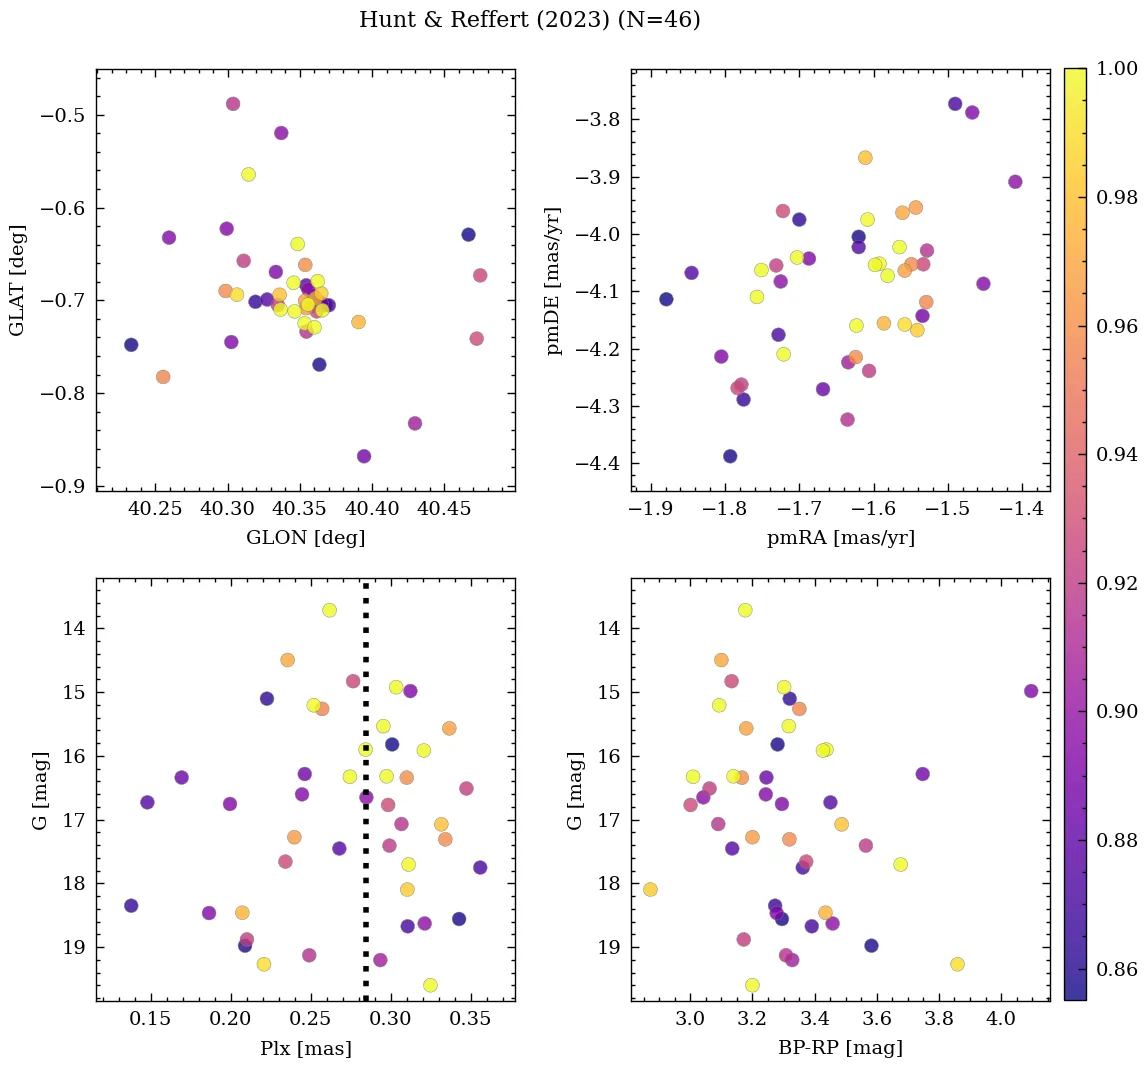 Hunt & Reffert (2023) (N=46)
−0.5
−0.6
−0.7
−0.8
−0.9
GLAT [deg]
40.25 40.30 40.35 40.40 40.45
GLON [deg]
−3.8
−3.9
−4.0
−4.1
−4.2
−4.3
−4.4
pmDE [mas/yr]
−1.9 −1.8 −1.7 −1.6 −1.5 −1.4
pmRA [mas/yr]
1.00
0.98
0.96
0.94
0.92
0.90
0.88
0.86
14
15
16
17
18
19
G [mag]
0.15 0.20 0.25 0.30 0.35
Plx [mas]
14
15
16
17
18
19
G [mag]
3.0 3.2 3.4 3.6 3.8 4.0
BP-RP [mag]